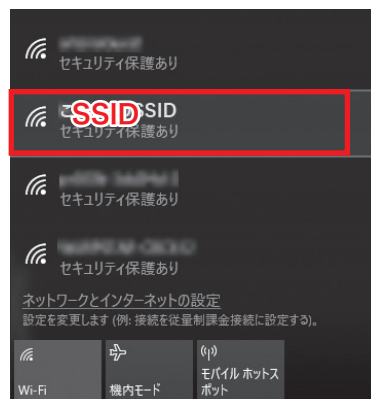 セキュリティ保護あり
SSID
SSID
セキュリティ保護あり
セキュリティ保護あり
セキュリティ保護あり
ネットワークとインターネットの設定
設定を変更します (例: 接続を従量制課金接続に設定する)。
Wi-Fi
機内モード
モバイル ホットス
ポット